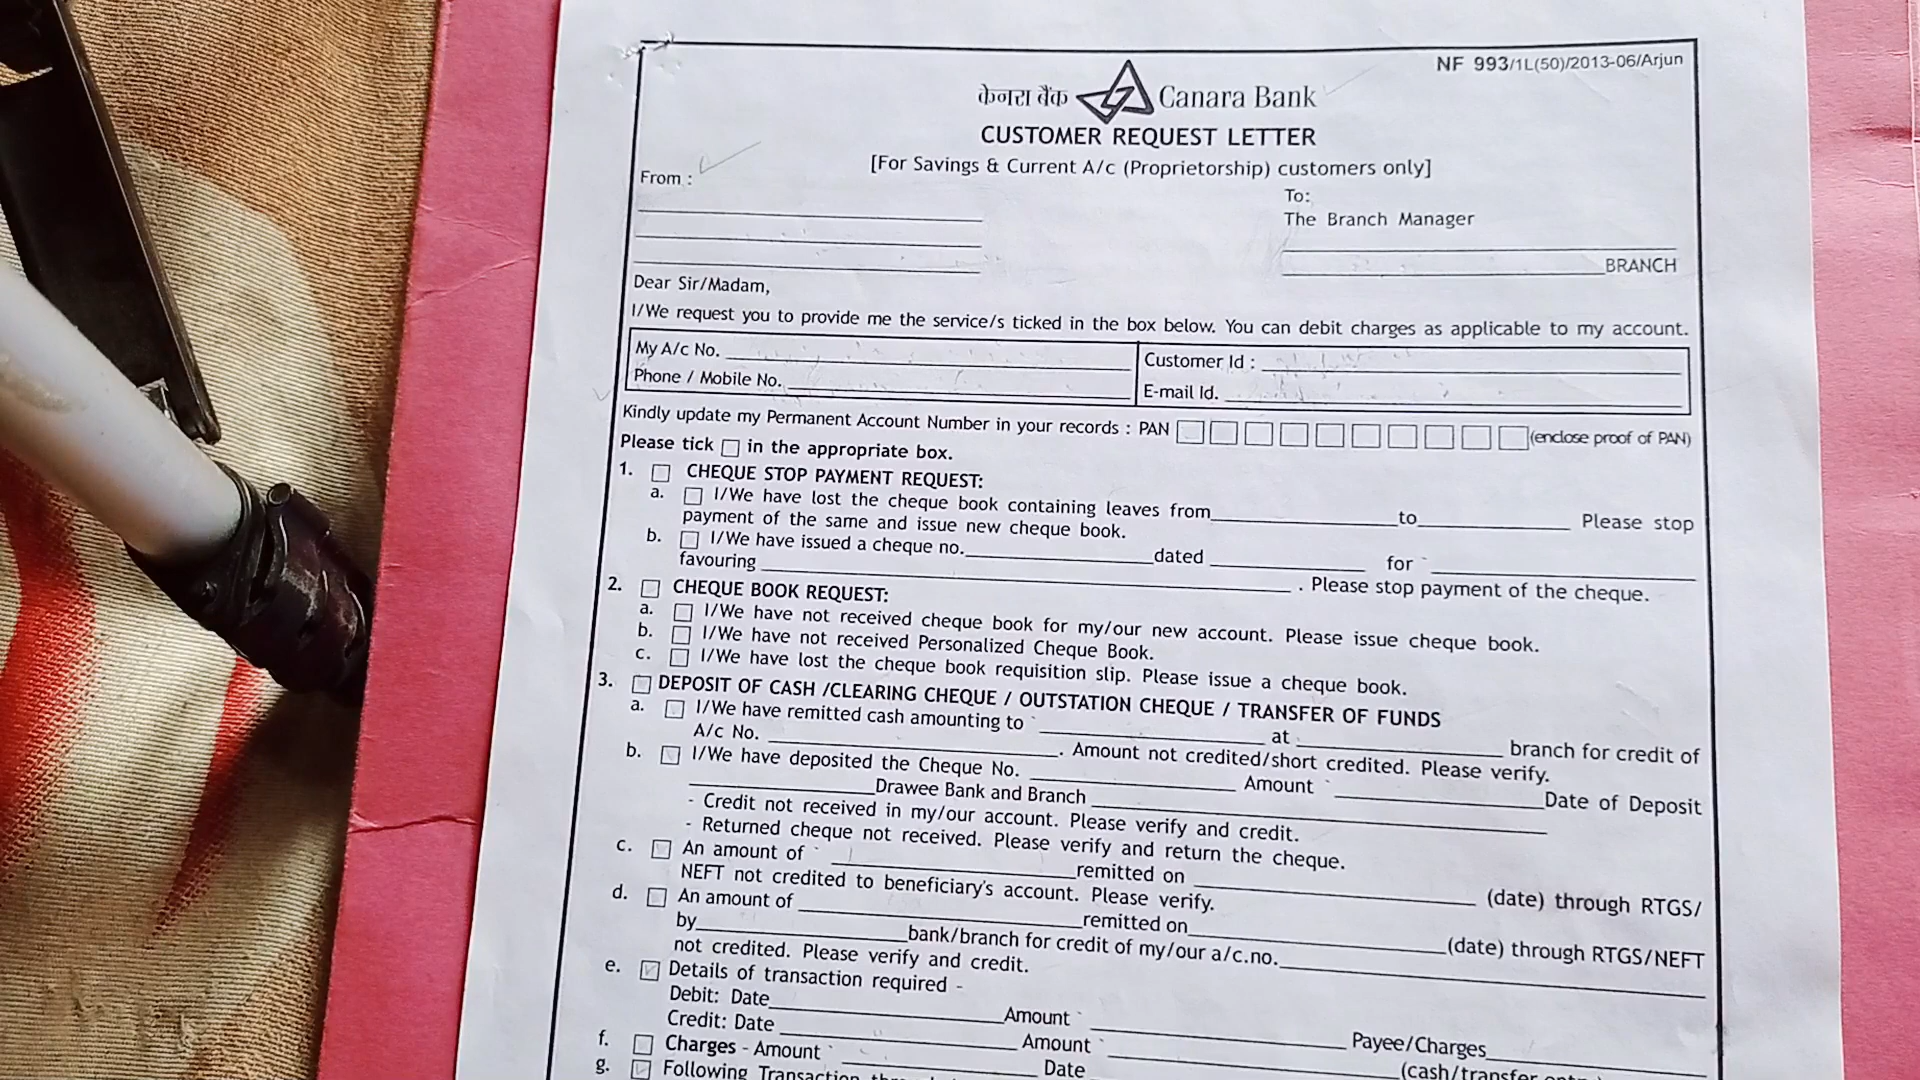 NF 993/1L(50)/2013-06/Arjun
केनरा बैंक Canara Bank
CUSTOMER REQUEST LETTER
[For Savings & Current A/c (Proprietorship) customers only]
From :
To:
The Branch Manager
BRANCH
Dear Sir/Madam,
I/We request you to provide me the service/s ticked in the box below. You can debit charges as applicable to my account.
My A/c No. Customer Id :
Phone / Mobile No. E-mail Id.
Kindly update my Permanent Account Number in your records : PAN (enclose proof of PAN)
Please tick in the appropriate box.
1. CHEQUE STOP PAYMENT REQUEST:
a. I/We have lost the cheque book containing leaves from to Please stop
payment of the same and issue new cheque book.
b. I/We have issued a cheque no. dated for `
favouring . Please stop payment of the cheque.
2. CHEQUE BOOK REQUEST:
a. I/We have not received cheque book for my/our new account. Please issue cheque book.
b. I/We have not received Personalized Cheque Book.
c. I/We have lost the cheque book requisition slip. Please issue a cheque book.
3. DEPOSIT OF CASH /CLEARING CHEQUE / OUTSTATION CHEQUE / TRANSFER OF FUNDS
a. I/We have remitted cash amounting to ` at branch for credit of
A/c No. . Amount not credited/short credited. Please verify.
b. I/We have deposited the Cheque No. Amount ` Date of Deposit
Drawee Bank and Branch
- Credit not received in my/our account. Please verify and credit.
- Returned cheque not received. Please verify and return the cheque.
c. An amount of ` remitted on (date) through RTGS/
NEFT not credited to beneficiary's account. Please verify.
d. An amount of remitted on (date) through RTGS/NEFT
by bank/branch for credit of my/our a/c.no.
not credited. Please verify and credit.
e. Details of transaction required -
Debit: Date Amount ` Payee/Charges
Credit: Date Amount ` (cash/transfer
f. Charges - Amount ` Date
g. Following Transaction